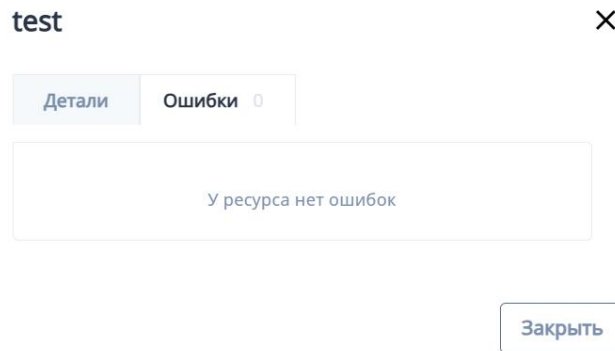 test
Детали
Ошибки 0
У ресурса нет ошибок
Закрыть